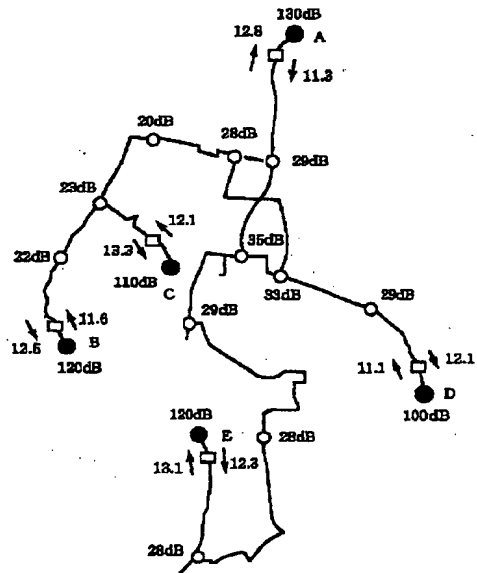 130dB
12.8
A
11.3
20dB
28dB
29dB
23dB
12.1
13.3
22dB
110dB
C
35dB
33dB
29dB
29dB
11.6
12.5
B
120dB
11.1
12.1
D
100dB
120dB
E
28dB
13.1
12.3
28dB